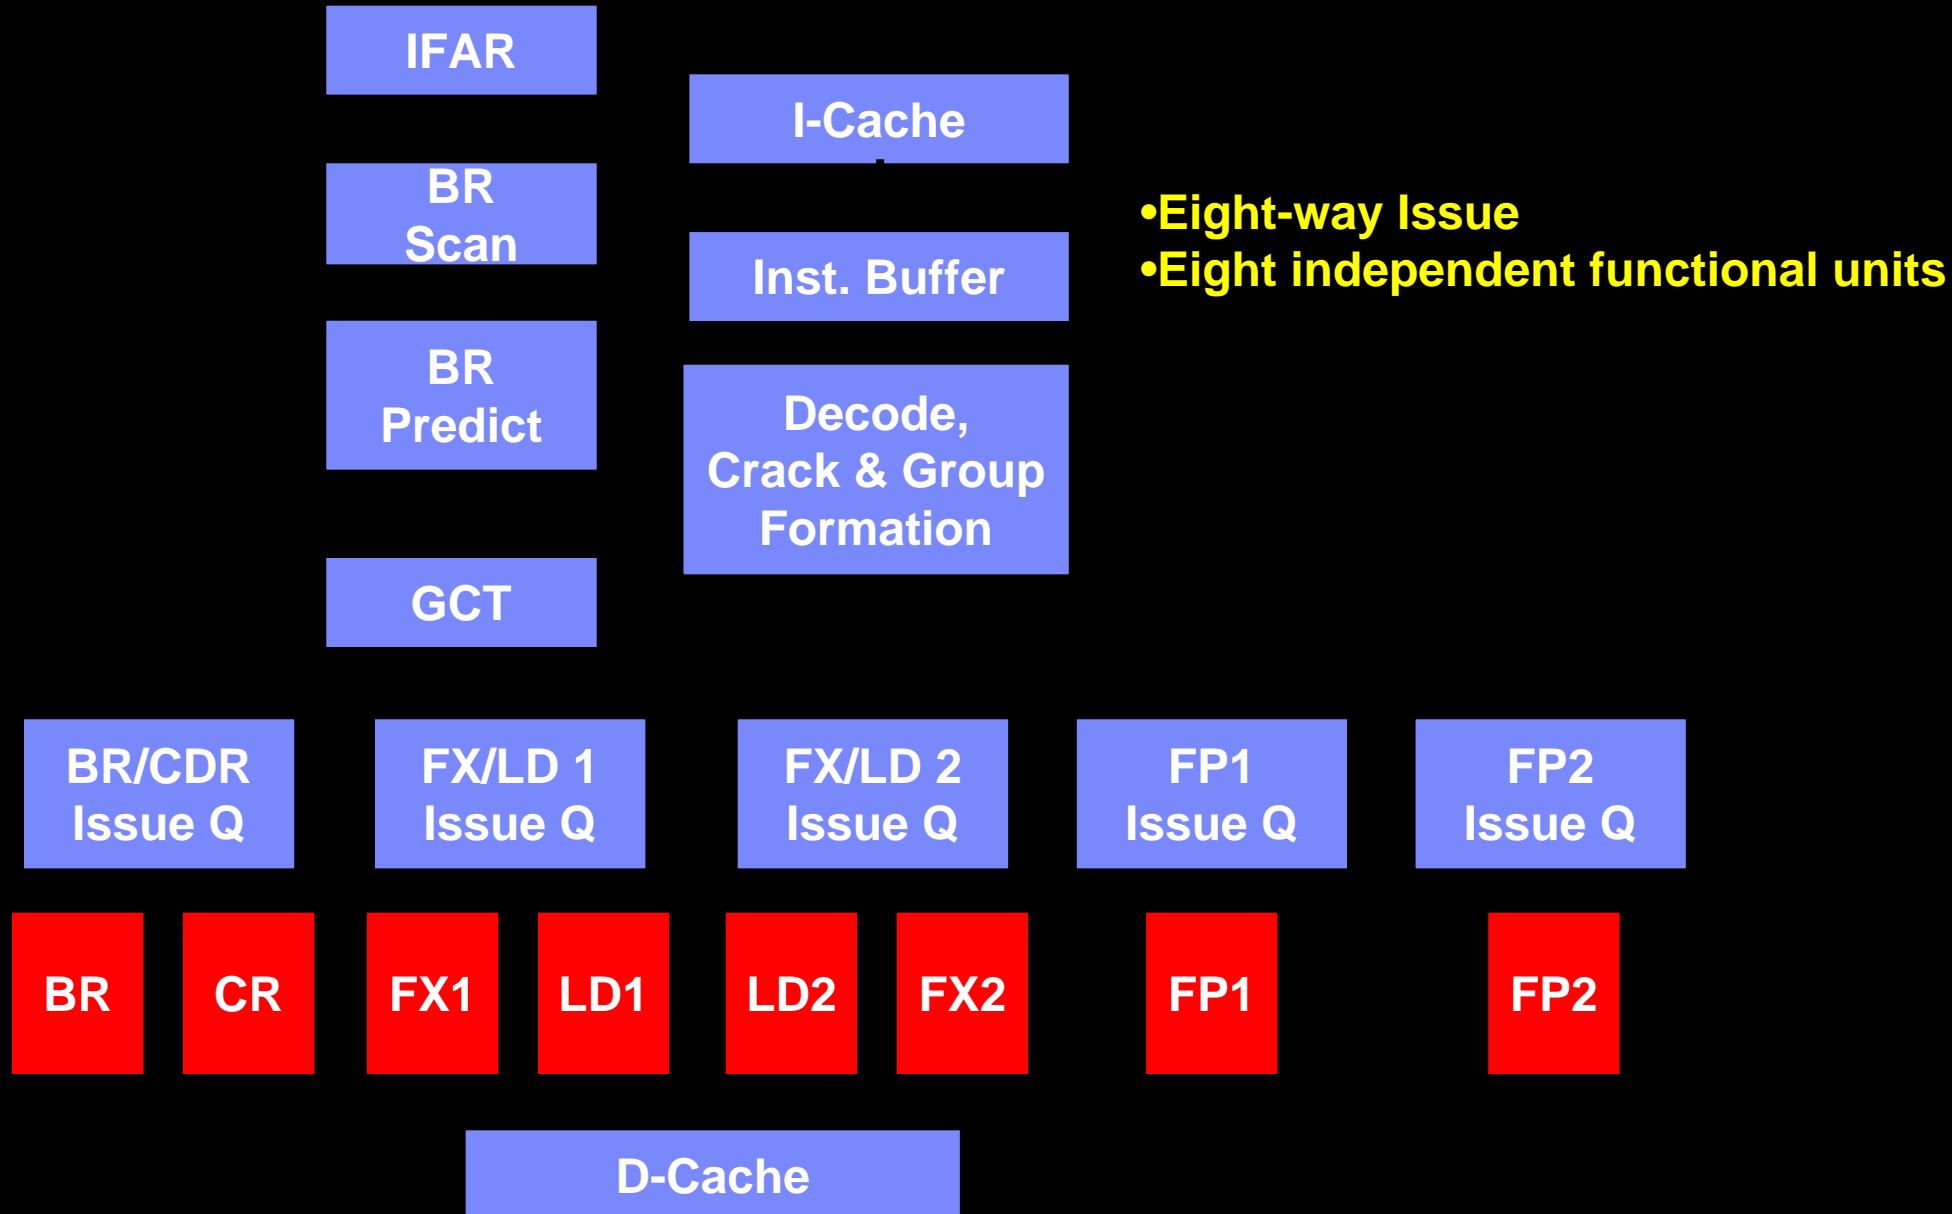 IFAR
I-Cache
BR
Scan
•Eight-way Issue
•Eight independent functional units
Inst. Buffer
BR
Predict
Decode,
Crack & Group
Formation
GCT
BR/CDR
Issue Q
FX/LD 1
Issue Q
FX/LD 2
Issue Q
FP1
Issue Q
FP2
Issue Q
BR
CR
FX1
LD1
LD2
FX2
FP1
FP2
D-Cache